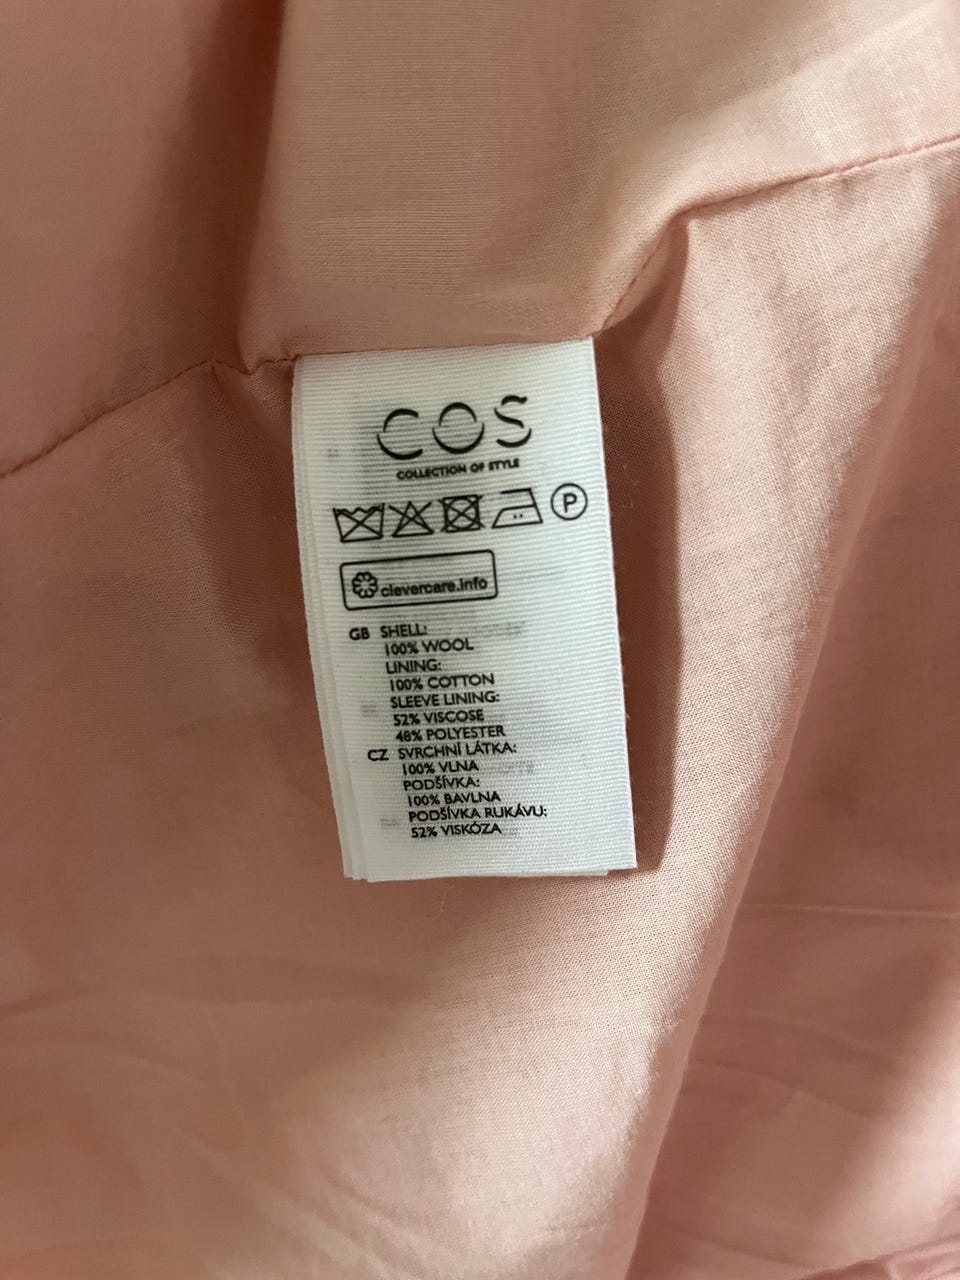 COS
COLLECTION OF STYLE
P
clevercare.info
GB SHELL:
100% WOOL
LINING:
100% COTTON
SLEEVE LINING:
52% VISCOSE
48% POLYESTER
CZ SVRCHNÍ LÁTKA:
100% VLNA
PODŠÍVKA:
100% BAVLNA
PODŠÍVKA RUKÁVU:
52% VISKÓZA